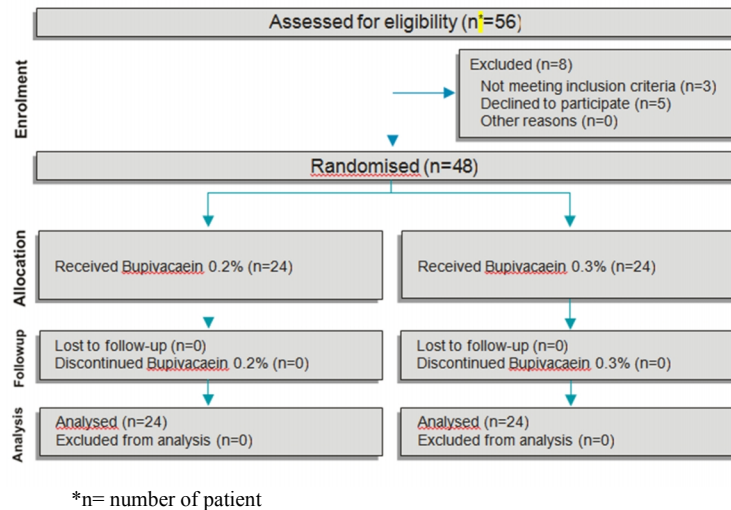 Assessed for eligibility (n*=56)
Enrolment
Excluded (n=8)
Not meeting inclusion criteria (n=3)
Declined to participate (n=5)
Other reasons (n=0)
Randomised (n=48)
Allocation
Received Bupivacaein 0.2% (n=24)
Received Bupivacaein 0.3% (n=24)
Followup
Lost to follow-up (n=0)
Discontinued Bupivacaein 0.2% (n=0)
Lost to follow-up (n=0)
Discontinued Bupivacaein 0.3% (n=0)
Analysis
Analysed (n=24)
Excluded from analysis (n=0)
Analysed (n=24)
Excluded from analysis (n=0)
*n= number of patient